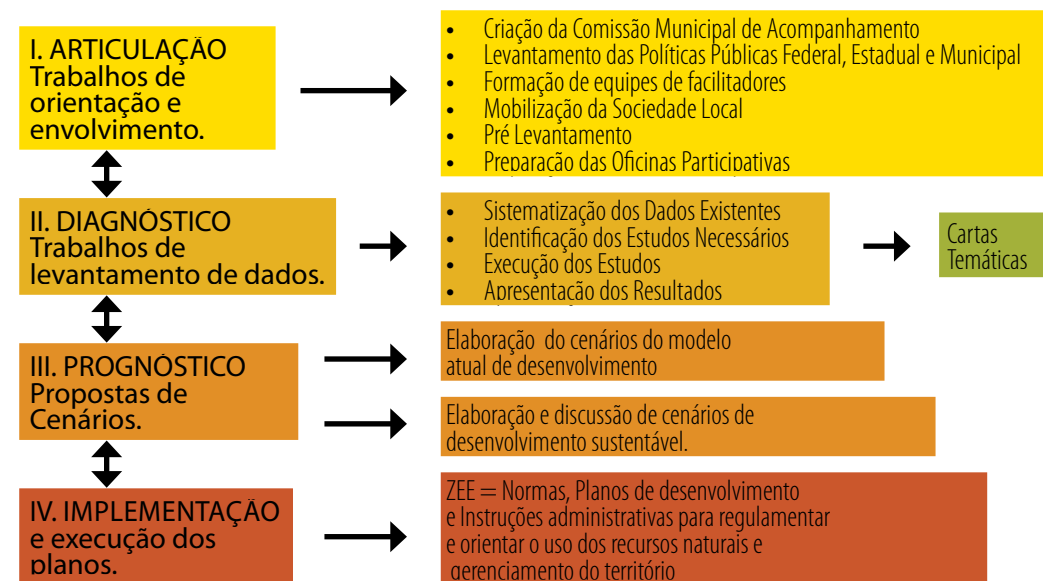 I. ARTICULAÇÃO
Trabalhos de
orientação e
envolvimento.
• Criação da Comissão Municipal de Acompanhamento
• Levantamento das Políticas Públicas Federal, Estadual e Municipal
• Formação de equipes de facilitadores
• Mobilização da Sociedade Local
• Pré Levantamento
• Preparação das Oficinas Participativas
II. DIAGNÓSTICO
Trabalhos de
levantamento de dados.
• Sistematização dos Dados Existentes
• Identificação dos Estudos Necessários
• Execução dos Estudos
• Apresentação dos Resultados
Cartas
Temáticas
III. PROGNÓSTICO
Propostas de
Cenários.
Elaboração do cenários do modelo
atual de desenvolvimento
Elaboração e discussão de cenários de
desenvolvimento sustentável.
IV. IMPLEMENTAÇÃO
e execução dos
planos.
ZEE = Normas, Planos de desenvolvimento
e Instruções administrativas para regulamentar
e orientar o uso dos recursos naturais e
gerenciamento do território